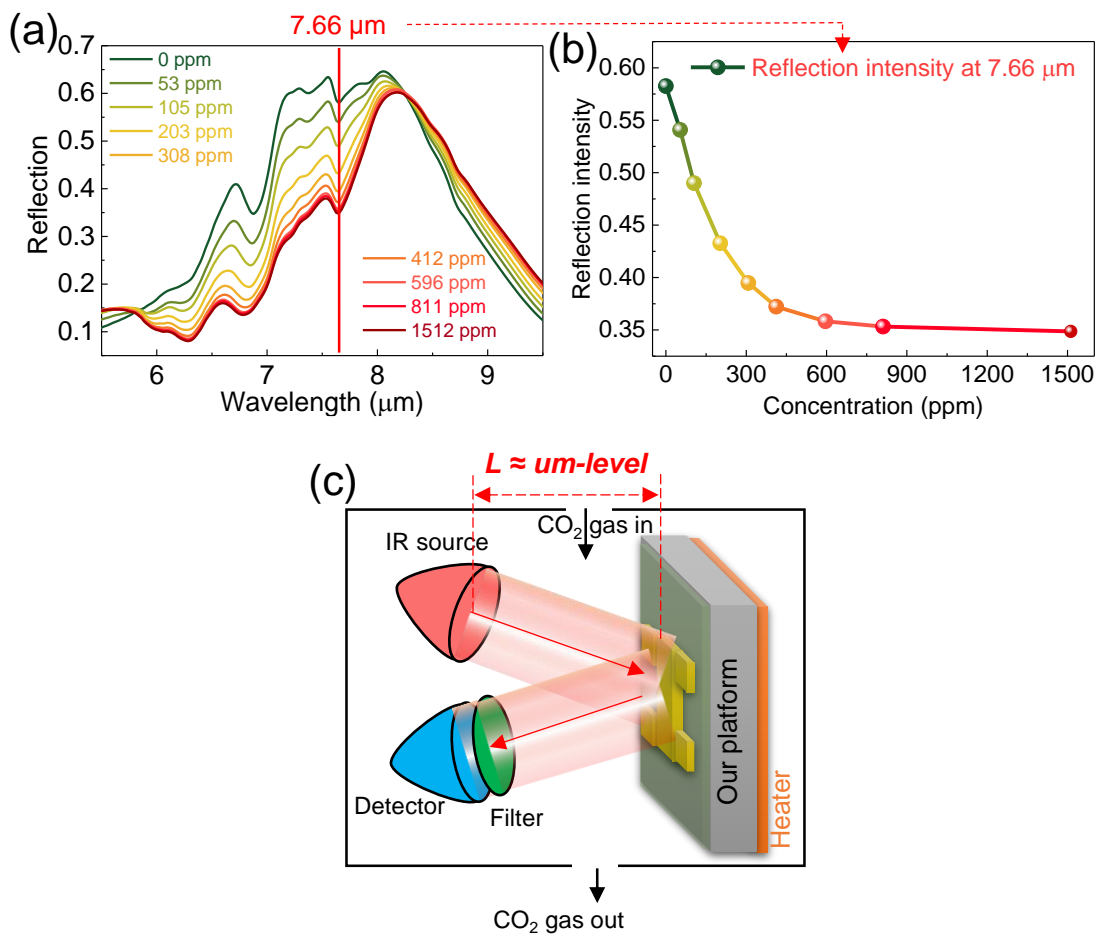 (a)
7.66 μm
0.7
0.6
0.5
0.4
0.3
0.2
0.1
Reflection
0 ppm
53 ppm
105 ppm
203 ppm
308 ppm
412 ppm
596 ppm
811 ppm
1512 ppm
6
7
8
9
Wavelength (μm)
(b)
Reflection intensity at 7.66 μm
0.60
0.55
0.50
0.45
0.40
0.35
Reflection intensity
0
300
600
900
1200
1500
Concentration (ppm)
(c)
L ≈ um-level
CO₂ gas in
IR source
Our platform
Heater
Detector
Filter
CO₂ gas out